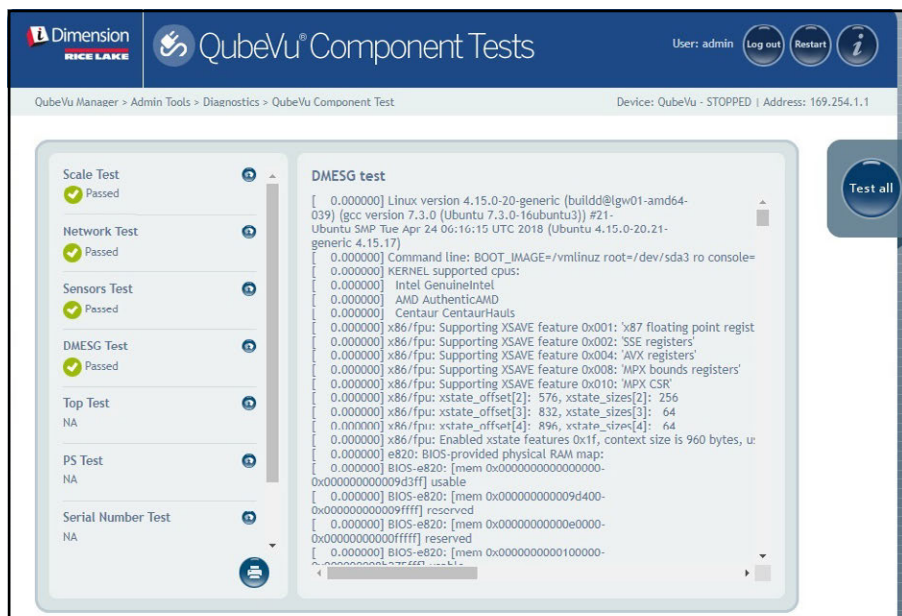 iDimension
RICE LAKE
QubeVu® Component Tests
User: admin
Log out
Restart
i
QubeVu Manager > Admin Tools > Diagnostics > QubeVu Component Test
Device: QubeVu - STOPPED | Address: 169.254.1.1
Scale Test
Passed
Network Test
Passed
Sensors Test
Passed
DMESG Test
Passed
Top Test
NA
PS Test
NA
Serial Number Test
NA
DMESG test
[ 0.000000] Linux version 4.15.0-20-generic (buildd@lgw01-amd64-
039) (gcc version 7.3.0 (Ubuntu 7.3.0-16ubuntu3)) #21-
Ubuntu SMP Tue Apr 24 06:16:15 UTC 2018 (Ubuntu 4.15.0-20.21-
generic 4.15.17)
[ 0.000000] Command line: BOOT_IMAGE=/vmlinuz root=/dev/sda3 ro console=
[ 0.000000] KERNEL supported cpus:
[ 0.000000] Intel GenuineIntel
[ 0.000000] AMD AuthenticAMD
[ 0.000000] Centaur CentaurHauls
[ 0.000000] x86/fpu: Supporting XSAVE feature 0x001: 'x87 floating point regist
[ 0.000000] x86/fpu: Supporting XSAVE feature 0x002: 'SSE registers'
[ 0.000000] x86/fpu: Supporting XSAVE feature 0x004: 'AVX registers'
[ 0.000000] x86/fpu: Supporting XSAVE feature 0x008: 'MPX bounds registers'
[ 0.000000] x86/fpu: Supporting XSAVE feature 0x010: 'MPX CSR'
[ 0.000000] x86/fpu: xstate_offset[2]: 576, xstate_sizes[2]: 256
[ 0.000000] x86/fpu: xstate_offset[3]: 832, xstate_sizes[3]: 64
[ 0.000000] x86/fpu: xstate_offset[4]: 896, xstate_sizes[4]: 64
[ 0.000000] x86/fpu: Enabled xstate features 0x1f, context size is 960 bytes, u
[ 0.000000] e820: BIOS-provided physical RAM map:
[ 0.000000] BIOS-e820: [mem 0x0000000000000000-
0x000000000009d3ff] usable
[ 0.000000] BIOS-e820: [mem 0x000000000009d400-
0x000000000009ffff] reserved
[ 0.000000] BIOS-e820: [mem 0x00000000000e0000-
0x00000000000fffff] reserved
[ 0.000000] BIOS-e820: [mem 0x0000000000100000-
Test all